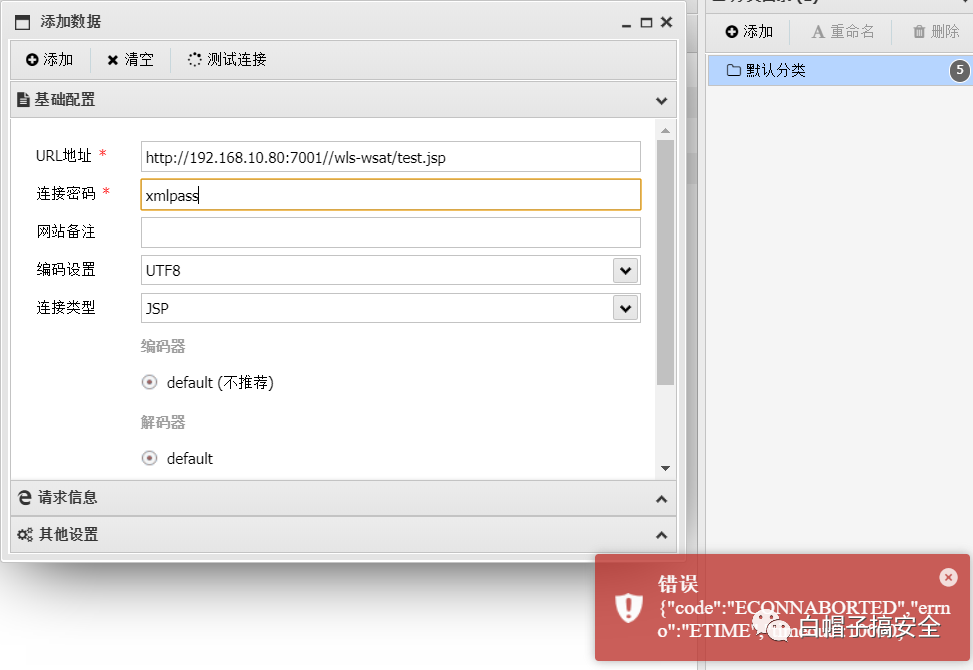 添加数据
添加 清空 测试连接
基础配置
URL地址 * http://192.168.10.80:7001//wls-wsat/test.jsp
连接密码 * xmlpass
网站备注
编码设置 UTF8
连接类型 JSP
编码器
default (不推荐)
解码器
default
请求信息
其他设置
添加 重命名 删除
默认分类 5
错误
{"code":"ECONNABORTED","errn
o":"ETIME"
白帽子搞安全